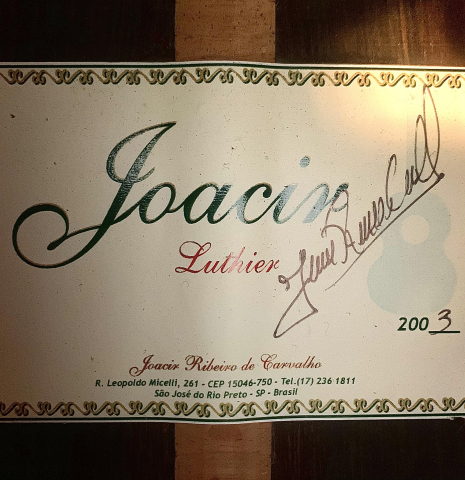 Joacir
Luthier
2003
Joacir Ribeiro de Carvalho
R. Leopoldo Micelli, 261 - CEP 15046-750 - Tel.(17) 236 1811
São José do Rio Preto - SP - Brasil